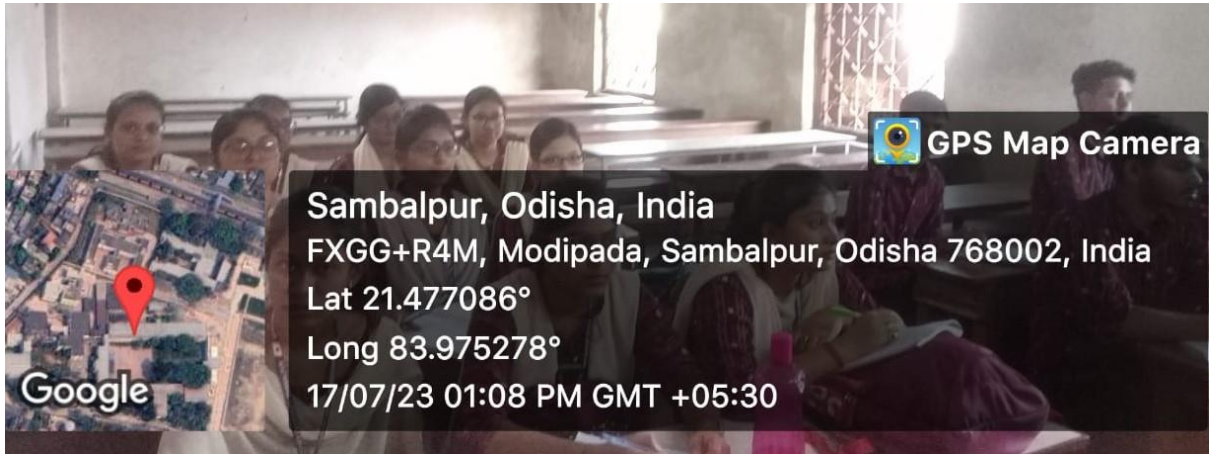 GPS Map Camera
Sambalpur, Odisha, India
FXGG+R4M, Modipada, Sambalpur, Odisha 768002, India
Lat 21.477086°
Long 83.975278°
17/07/23 01:08 PM GMT +05:30
Google